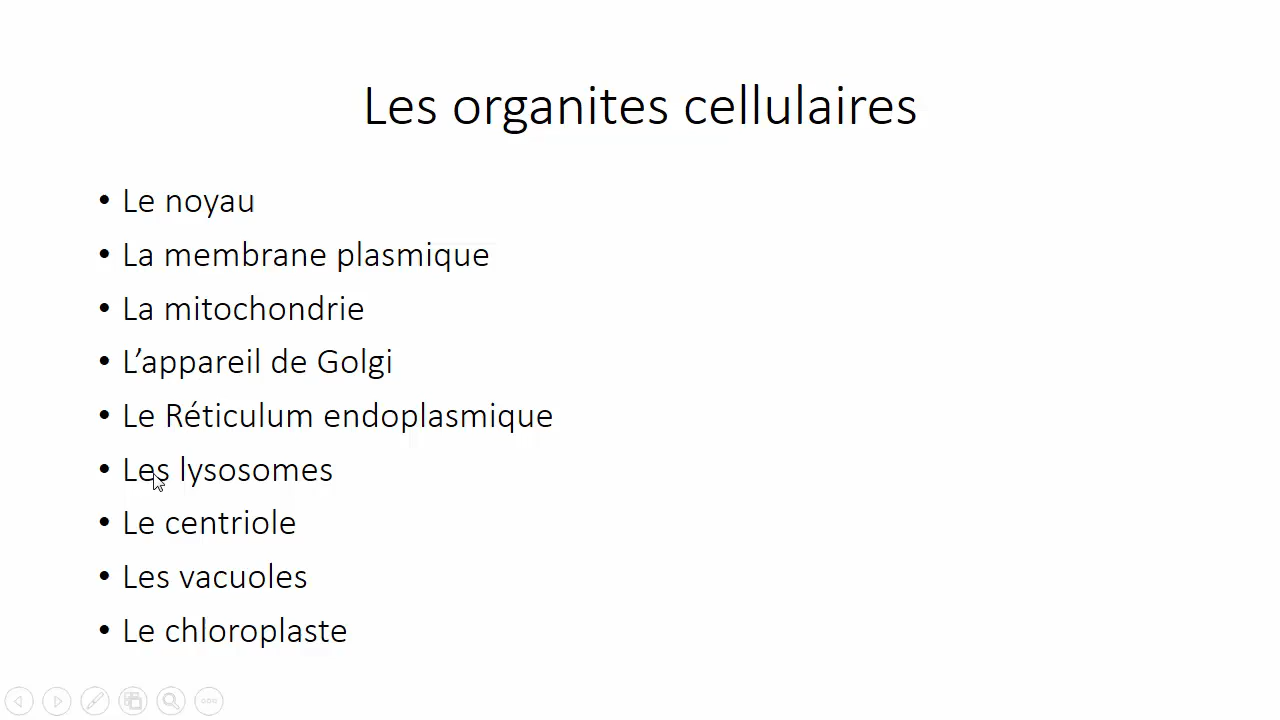 Les organites cellulaires
• Le noyau
• La membrane plasmique
• La mitochondrie
• L’appareil de Golgi
• Le Réticulum endoplasmique
• Les lysosomes
• Le centriole
• Les vacuoles
• Le chloroplaste